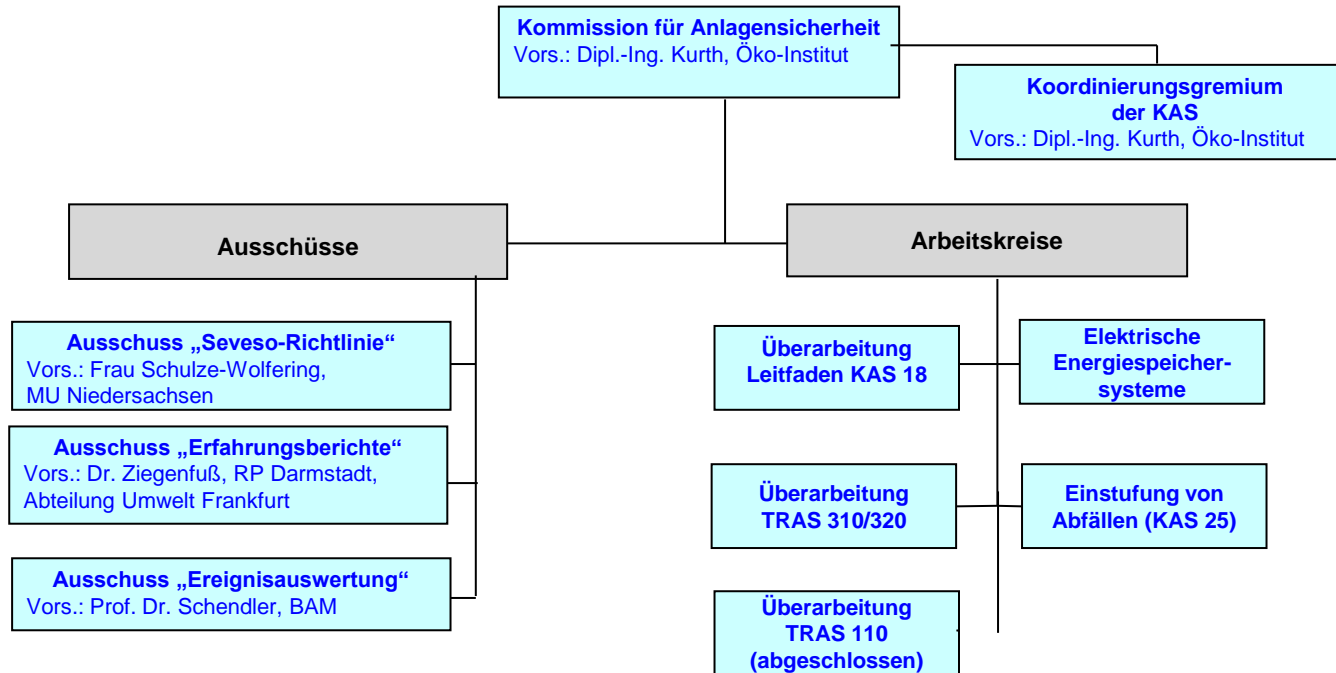 Kommission für Anlagensicherheit
Vors.: Dipl.-Ing. Kurth, Öko-Institut
Koordinierungsgremium
der KAS
Vors.: Dipl.-Ing. Kurth, Öko-Institut
Ausschüsse
Arbeitskreise
Ausschuss „Seveso-Richtlinie“
Vors.: Frau Schulze-Wolfering,
MU Niedersachsen
Ausschuss „Erfahrungsberichte“
Vors.: Dr. Ziegenfuß, RP Darmstadt,
Abteilung Umwelt Frankfurt
Ausschuss „Ereignisauswertung“
Vors.: Prof. Dr. Schendler, BAM
Überarbeitung
Leitfaden KAS 18
Elektrische
Energiespeicher-
systeme
Überarbeitung
TRAS 310/320
Einstufung von
Abfällen (KAS 25)
Überarbeitung
TRAS 110
(abgeschlossen)